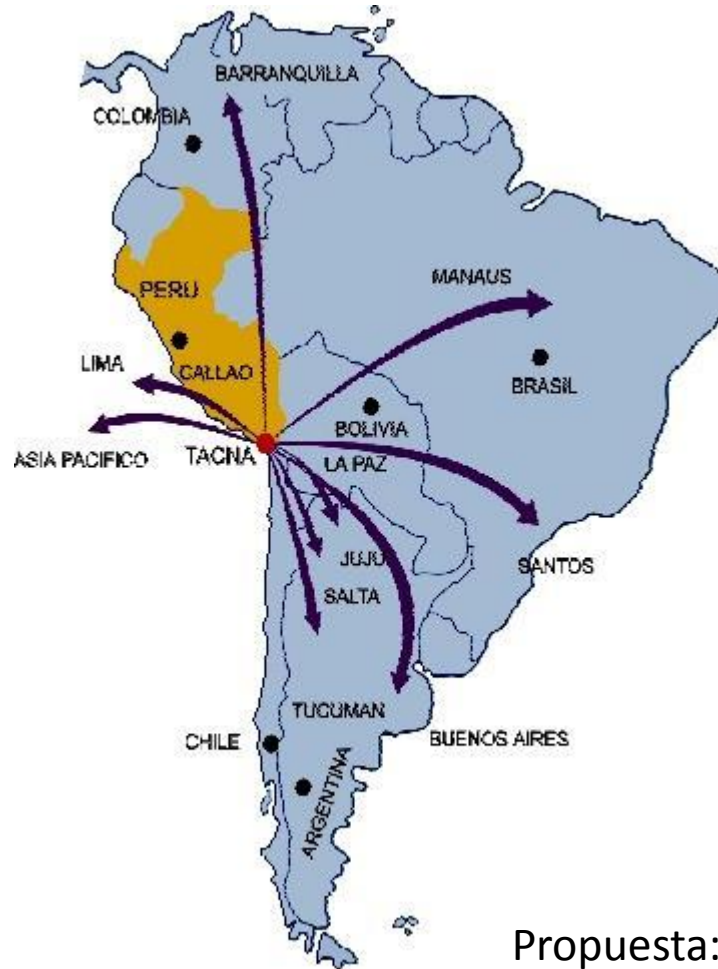 BARRANQUILLA
COLOMBIA
MANAUS
PERU
LIMA
CALLAO
BRASIL
BOLIVIA
ASIA PACIFICO
TACNA
LA PAZ
JUJU
SANTOS
SALTA
TUCUMAN
CHILE
BUENOS AIRES
ARGENTINA
Propuesta: